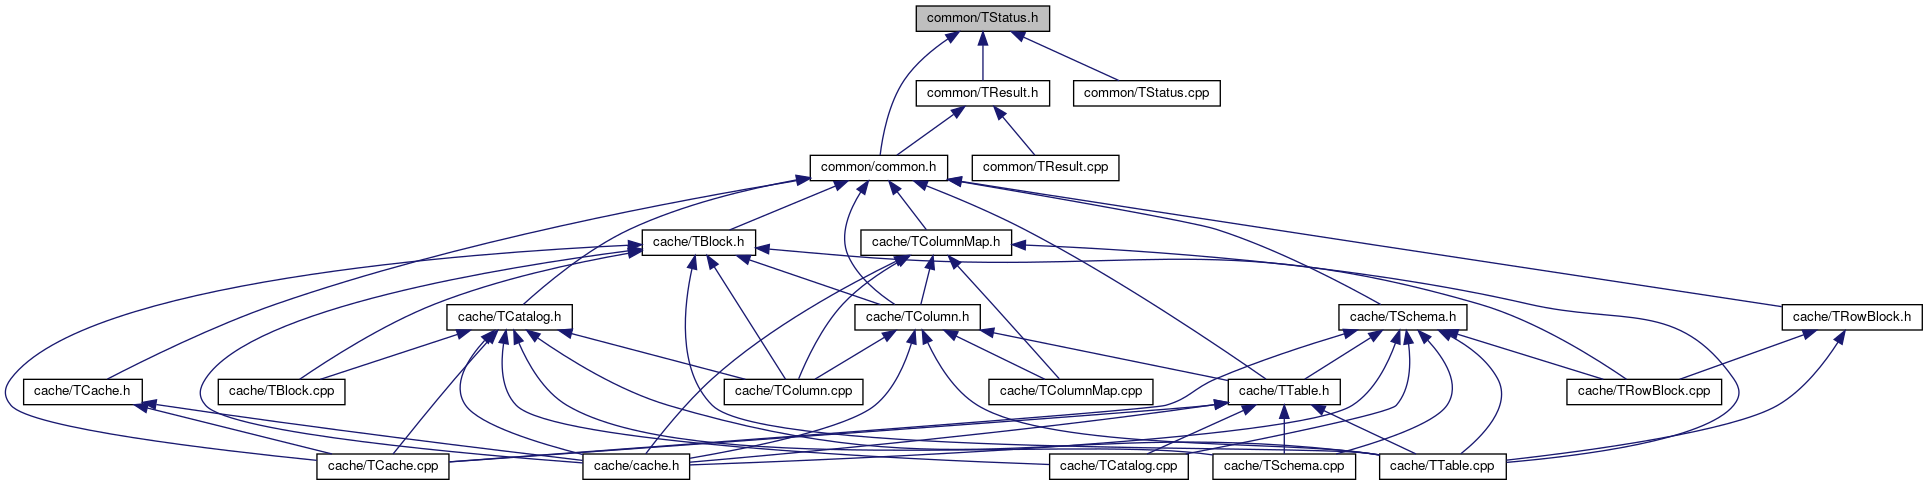 common/TStatus.h
common/TResult.h
common/TStatus.cpp
common/common.h
common/TResult.cpp
cache/TBlock.h
cache/TColumnMap.h
cache/TCatalog.h
cache/TColumn.h
cache/TSchema.h
cache/TRowBlock.h
cache/TCache.h
cache/TBlock.cpp
cache/TColumn.cpp
cache/TColumnMap.cpp
cache/TTable.h
cache/TRowBlock.cpp
cache/TCache.cpp
cache/cache.h
cache/TCatalog.cpp
cache/TSchema.cpp
cache/TTable.cpp